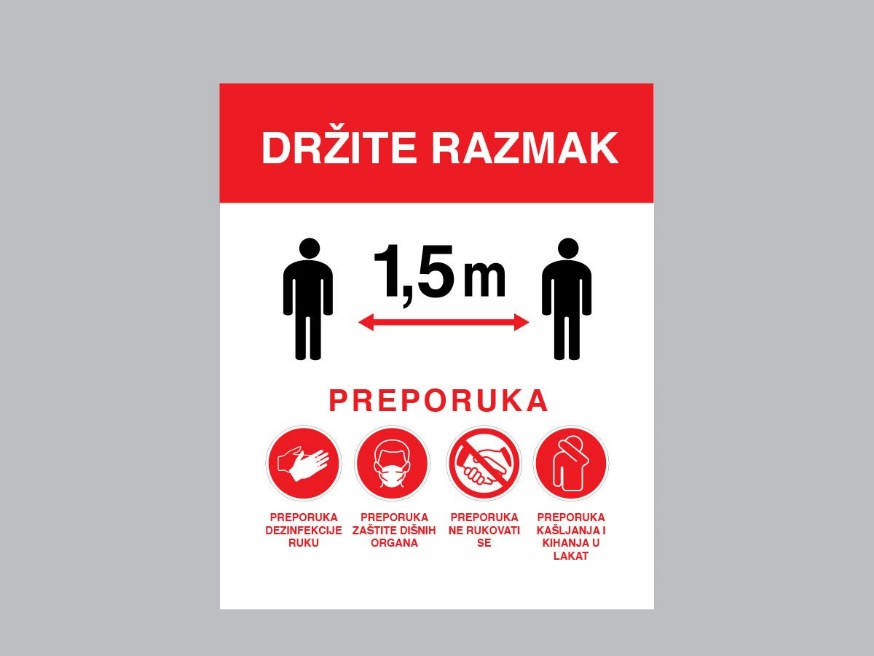 DRŽITE RAZMAK
1,5 m
PREPORUKA
PREPORUKA
DEZINFEKCIJE
RUKU
PREPORUKA
ZAŠTITE DIŠNIH
ORGANA
PREPORUKA
NE RUKOVATI
SE
PREPORUKA
KAŠLJANJA I
KIHANJA U
LAKAT